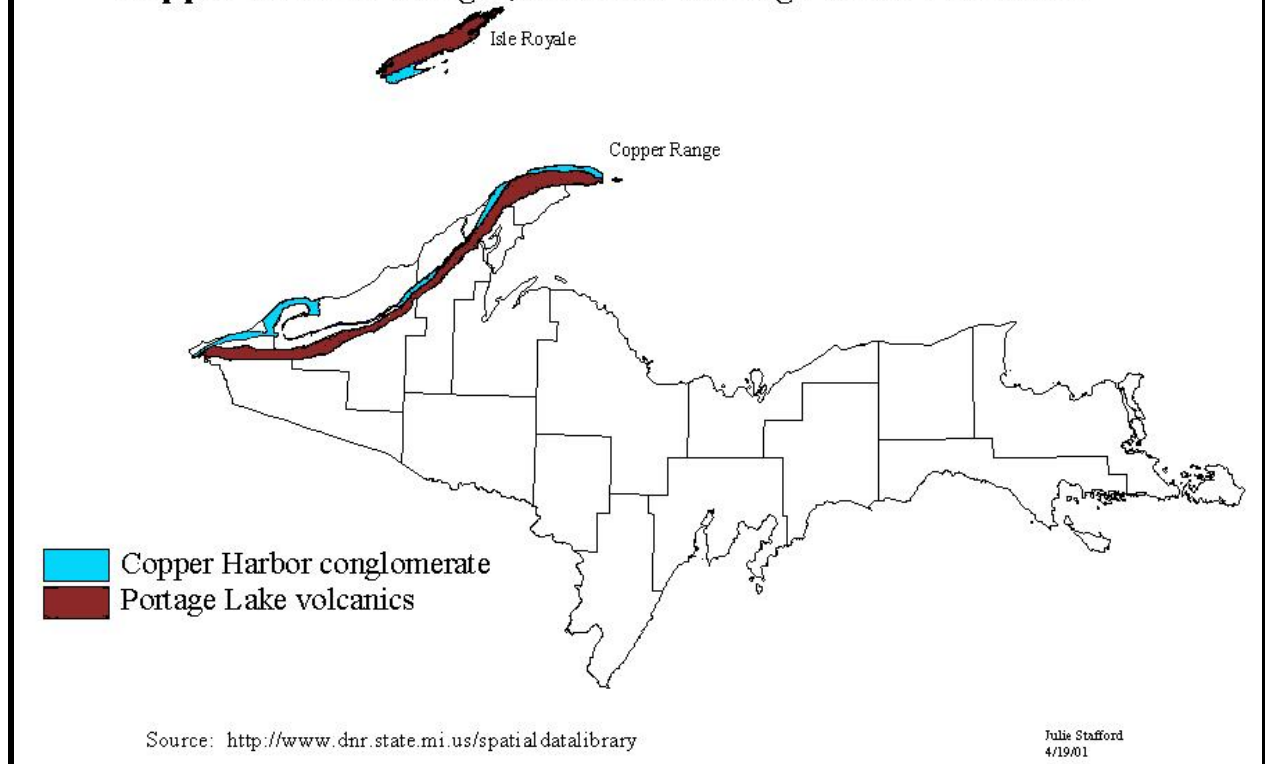 Isle Royale
Copper Range
Copper Harbor conglomerate
Portage Lake volcanics
Source: http://www.dnr.state.mi.us/spatialdatalibrary
Julie Stafford
4/19/01